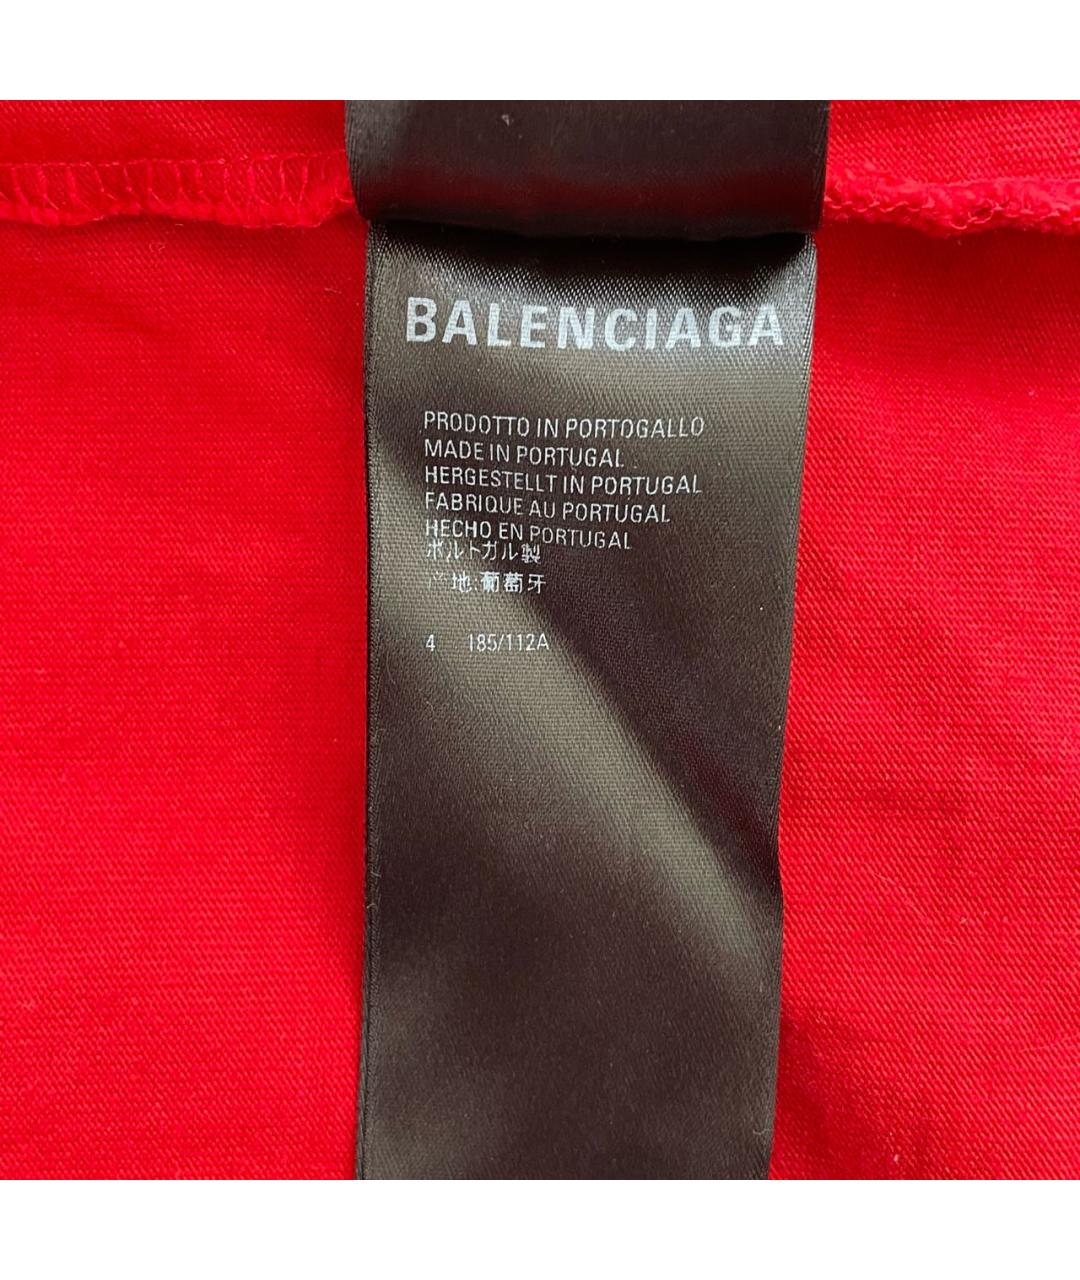 BALENCIAGA
PRODOTTO IN PORTOGALLO
MADE IN PORTUGAL
HERGESTELLT IN PORTUGAL
FABRIQUE AU PORTUGAL
HECHO EN PORTUGAL
ポルトガル製
产地:葡萄牙
4 185/112A